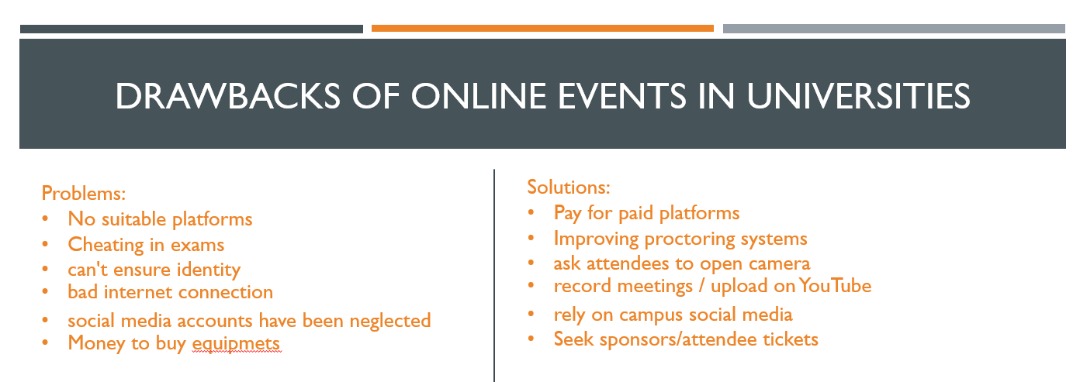 DRAWBACKS OF ONLINE EVENTS IN UNIVERSITIES
Problems:
• No suitable platforms
• Cheating in exams
• can't ensure identity
• bad internet connection
• social media accounts have been neglected
• Money to buy equipmets
Solutions:
• Pay for paid platforms
• Improving proctoring systems
• ask attendees to open camera
• record meetings / upload on YouTube
• rely on campus social media
• Seek sponsors/attendee tickets